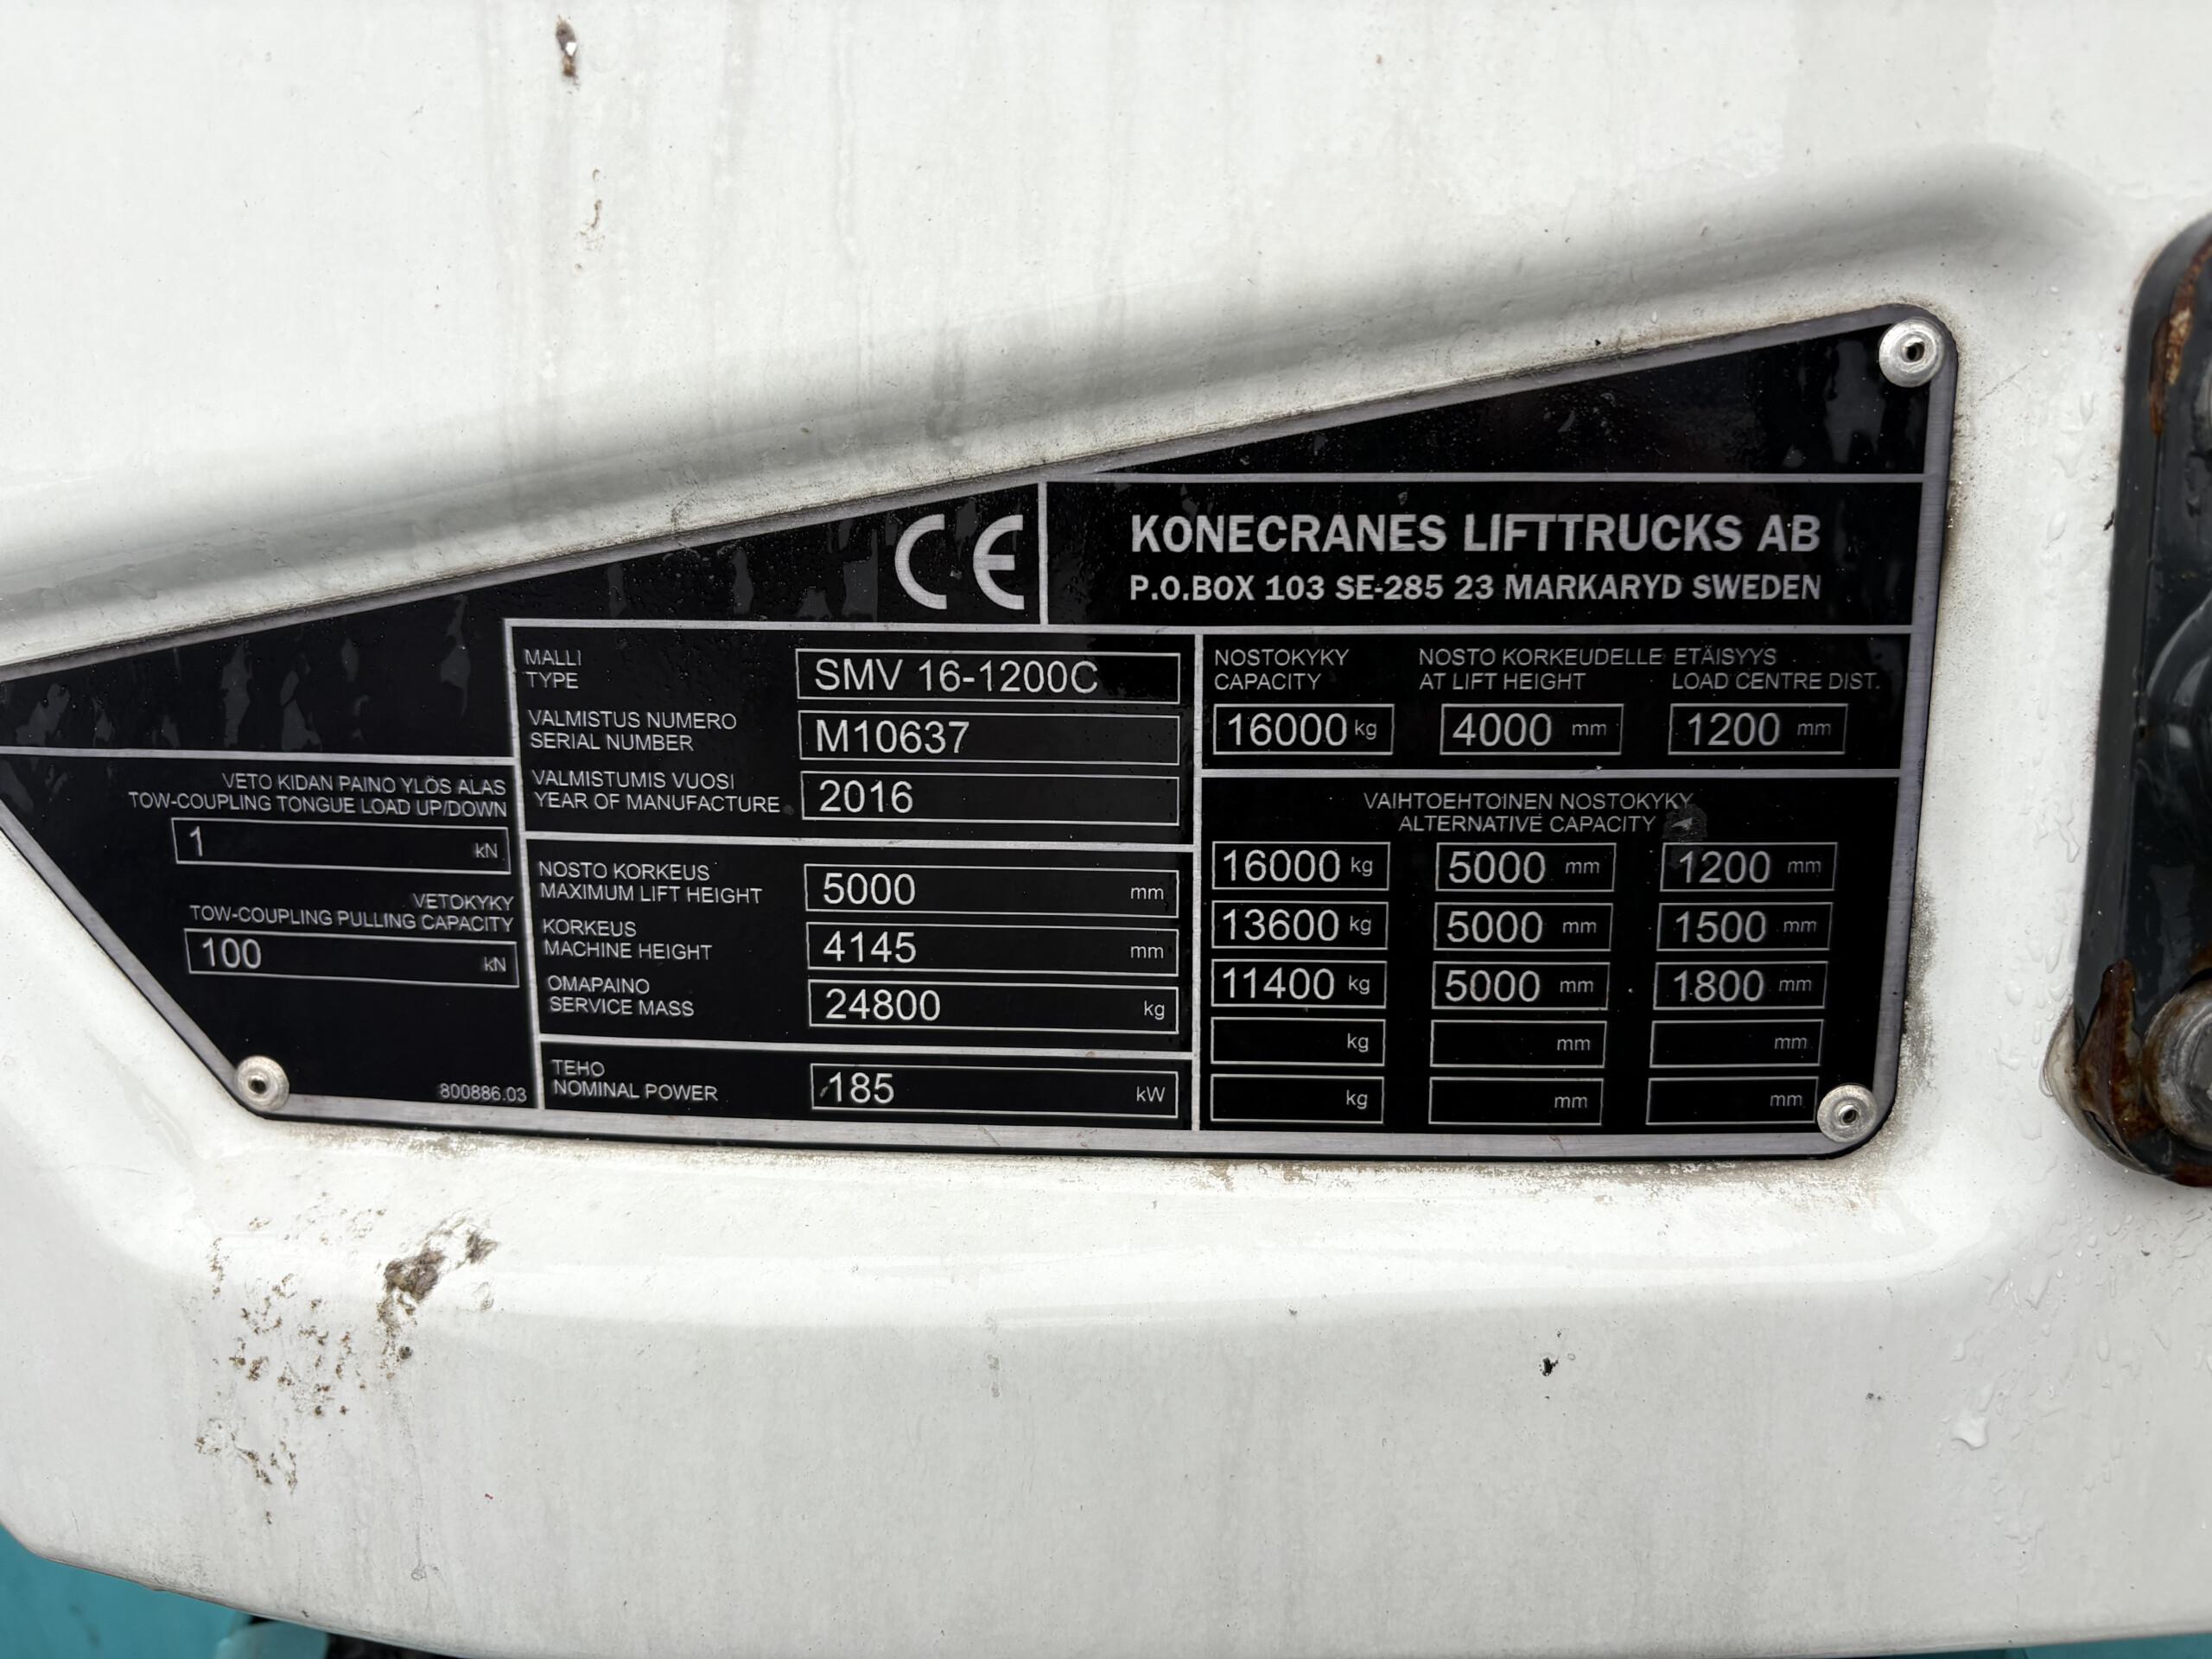 CE
KONECRANES LIFTTRUCKS AB
P.O.BOX 103 SE-285 23 MARKARYD SWEDEN
VETO KIDAN PAINO YLÖS ALAS
TOW-COUPLING TONGUE LOAD UP/DOWN
1 kN
VETOKYKY
TOW-COUPLING PULLING CAPACITY
100 kN
800886.03
MALLI
TYPE
SMV 16-1200C
VALMISTUS NUMERO
SERIAL NUMBER
M10637
VALMISTUMIS VUOSI
YEAR OF MANUFACTURE
2016
NOSTO KORKEUS
MAXIMUM LIFT HEIGHT
5000 mm
KORKEUS
MACHINE HEIGHT
4145 mm
OMAPAINO
SERVICE MASS
24800 kg
TEHO
NOMINAL POWER
185 kW
NOSTOKYKY NOSTO KORKEUDELLE ETÄISYYS
CAPACITY AT LIFT HEIGHT LOAD CENTRE DIST.
16000 kg 4000 mm 1200 mm
VAIHTOEHTOINEN NOSTOKYKY
ALTERNATIVE CAPACITY
16000 kg 5000 mm 1200 mm
13600 kg 5000 mm 1500 mm
11400 kg 5000 mm 1800 mm
kg mm mm
kg mm mm